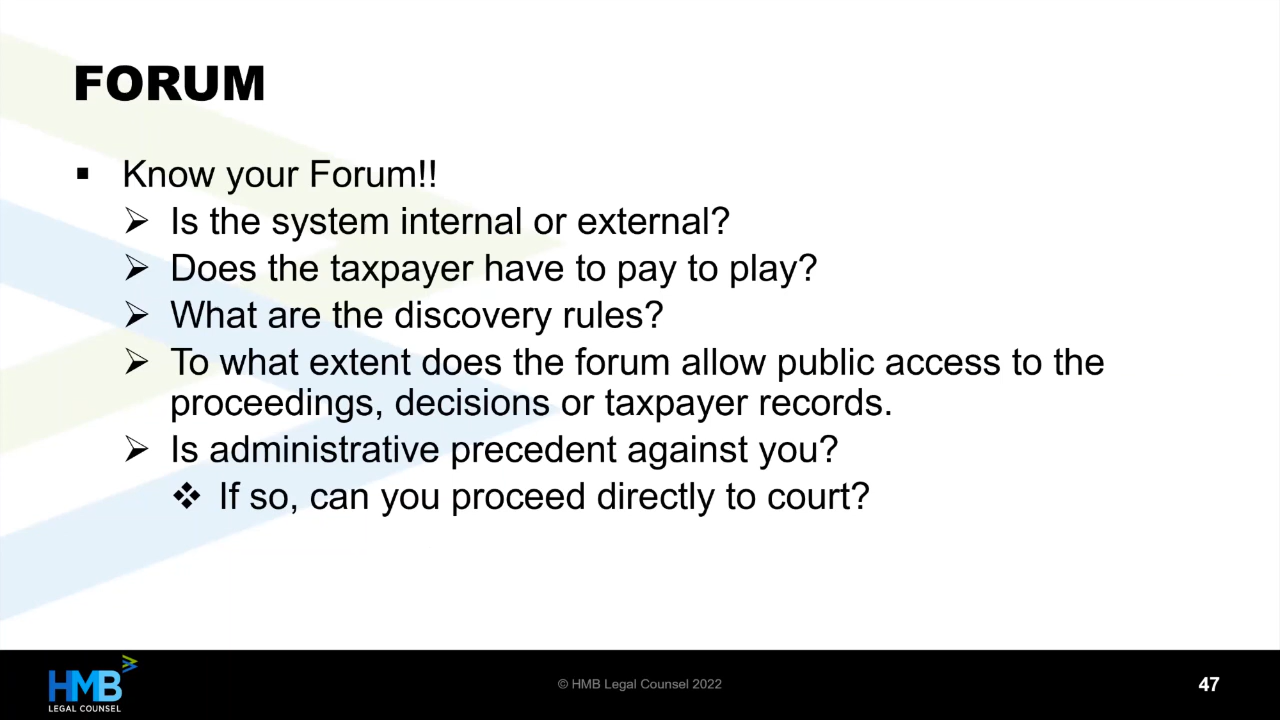 FORUM
▪ Know your Forum!!
➢ Is the system internal or external?
➢ Does the taxpayer have to pay to play?
➢ What are the discovery rules?
➢ To what extent does the forum allow public access to the
proceedings, decisions or taxpayer records.
➢ Is administrative precedent against you?
❖ If so, can you proceed directly to court?
HMB
LEGAL COUNSEL
© HMB Legal Counsel 2022
47